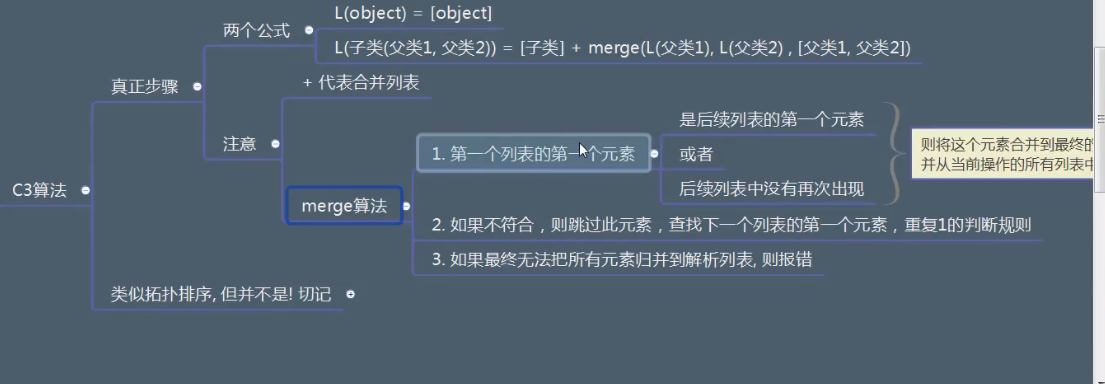 L(object) = [object]
两个公式
L(子类(父类1, 父类2)) = [子类] + merge(L(父类1), L(父类2) , [父类1, 父类2])
真正步骤
+ 代表合并列表
注意
是后续列表的第一个元素
1. 第一个列表的第一个元素
或者
则将这个元素合并到最终的
并从当前操作的所有列表中
后续列表中没有再次出现
C3算法
merge算法
2. 如果不符合，则跳过此元素，查找下一个列表的第一个元素，重复1的判断规则
3. 如果最终无法把所有元素归并到解析列表, 则报错
类似拓扑排序, 但并不是! 切记